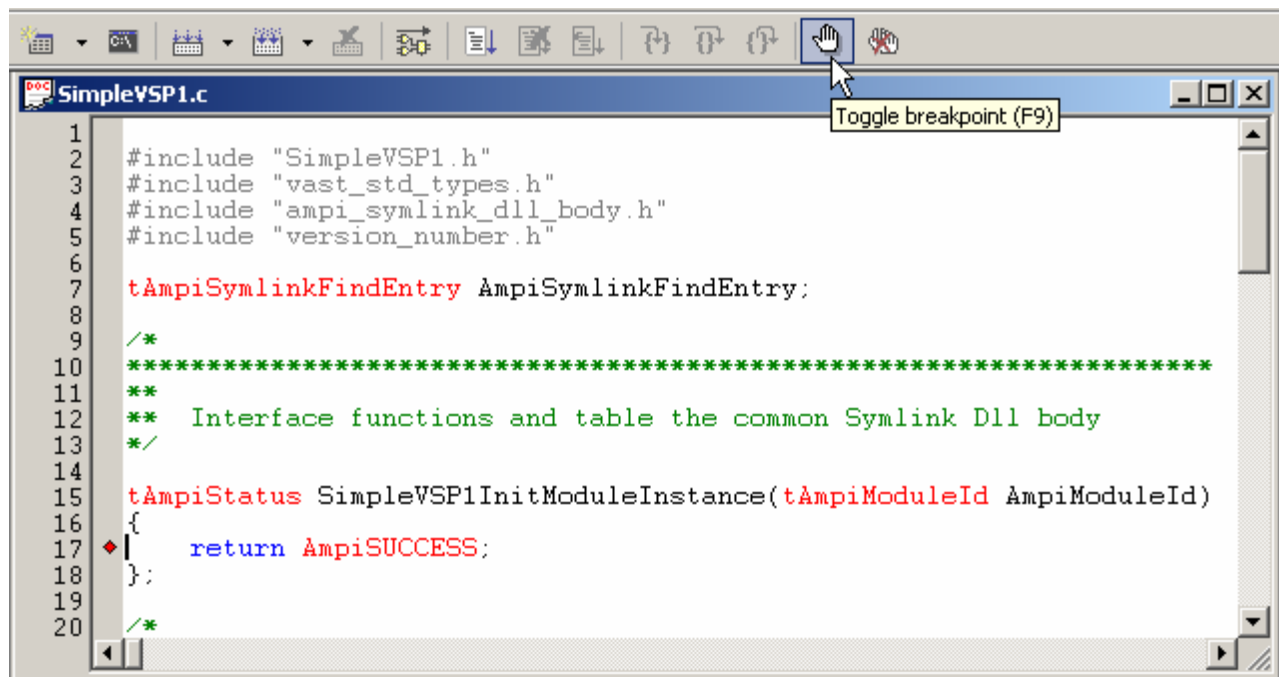 SimpleVSP1.c
Toggle breakpoint (F9)
1
2 #include "SimpleVSP1.h"
3 #include "vast_std_types.h"
4 #include "ampi_symlink_dll_body.h"
5 #include "version_number.h"
6
7 tAmpiSymlinkFindEntry AmpiSymlinkFindEntry;
8
9 /*
10 ********************************************************************
11 **
12 **  Interface functions and table the common Symlink Dll body
13 */
14
15 tAmpiStatus SimpleVSP1InitModuleInstance(tAmpiModuleId AmpiModuleId)
16 {
17     return AmpiSUCCESS;
18 };
19
20 /*